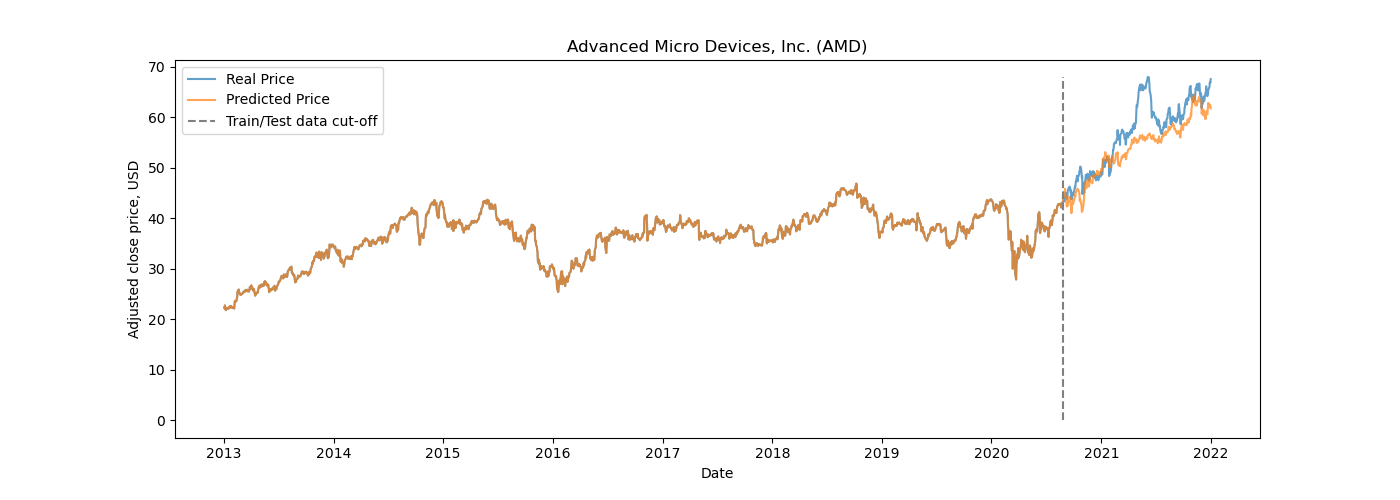 Advanced Micro Devices, Inc. (AMD)
Real Price
Predicted Price
Train/Test data cut-off
Adjusted close price, USD
70
60
50
40
30
20
10
0
2013 2014 2015 2016 2017 2018 2019 2020 2021 2022
Date